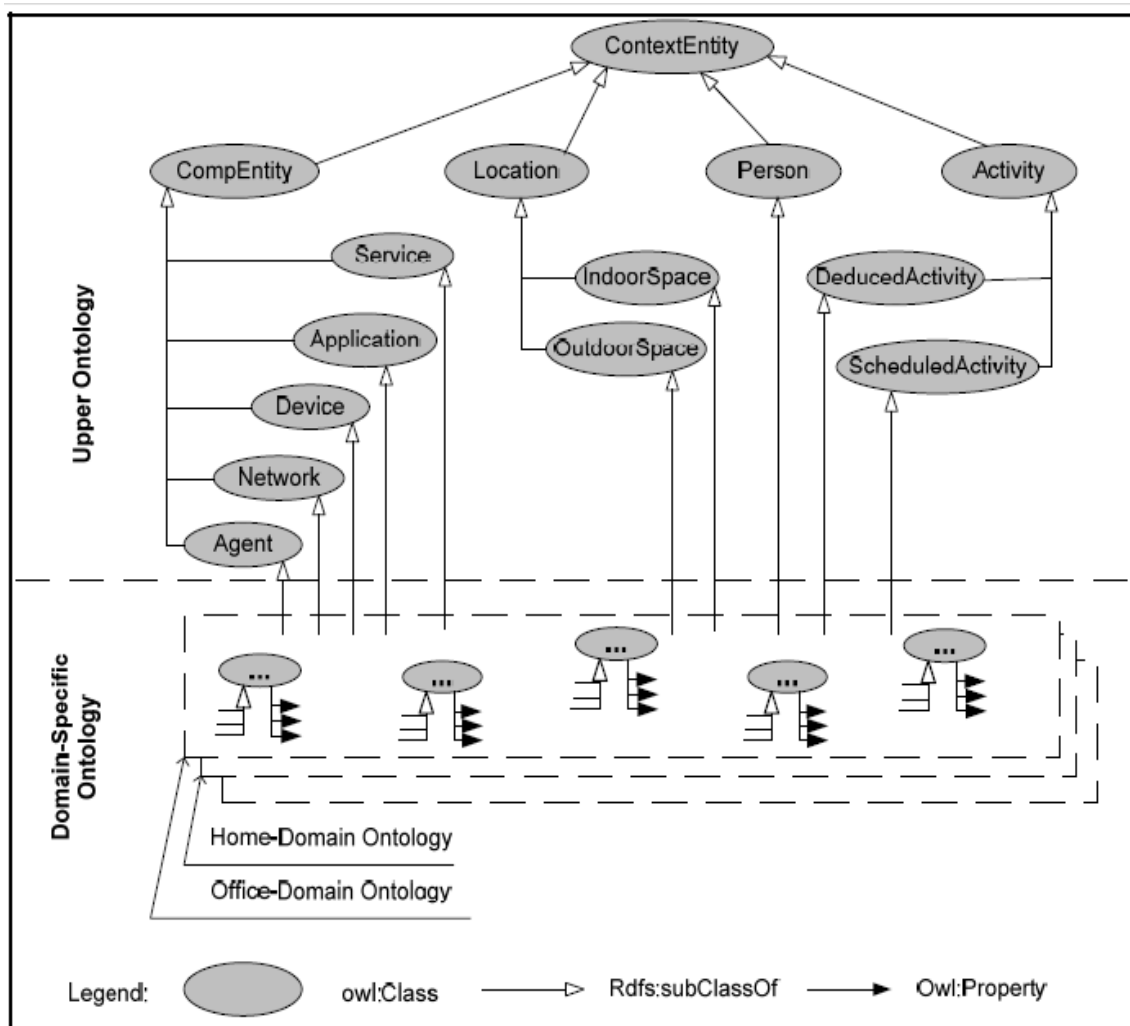 ContextEntity
CompEntity
Location
Person
Activity
Service
IndoorSpace
DeducedActivity
Application
OutdoorSpace
ScheduledActivity
Device
Network
Agent
Upper Ontology
...
...
...
...
...
Domain-Specific
Ontology
Home-Domain Ontology
Office-Domain Ontology
Legend:
owl:Class
Rdfs:subClassOf
Owl:Property